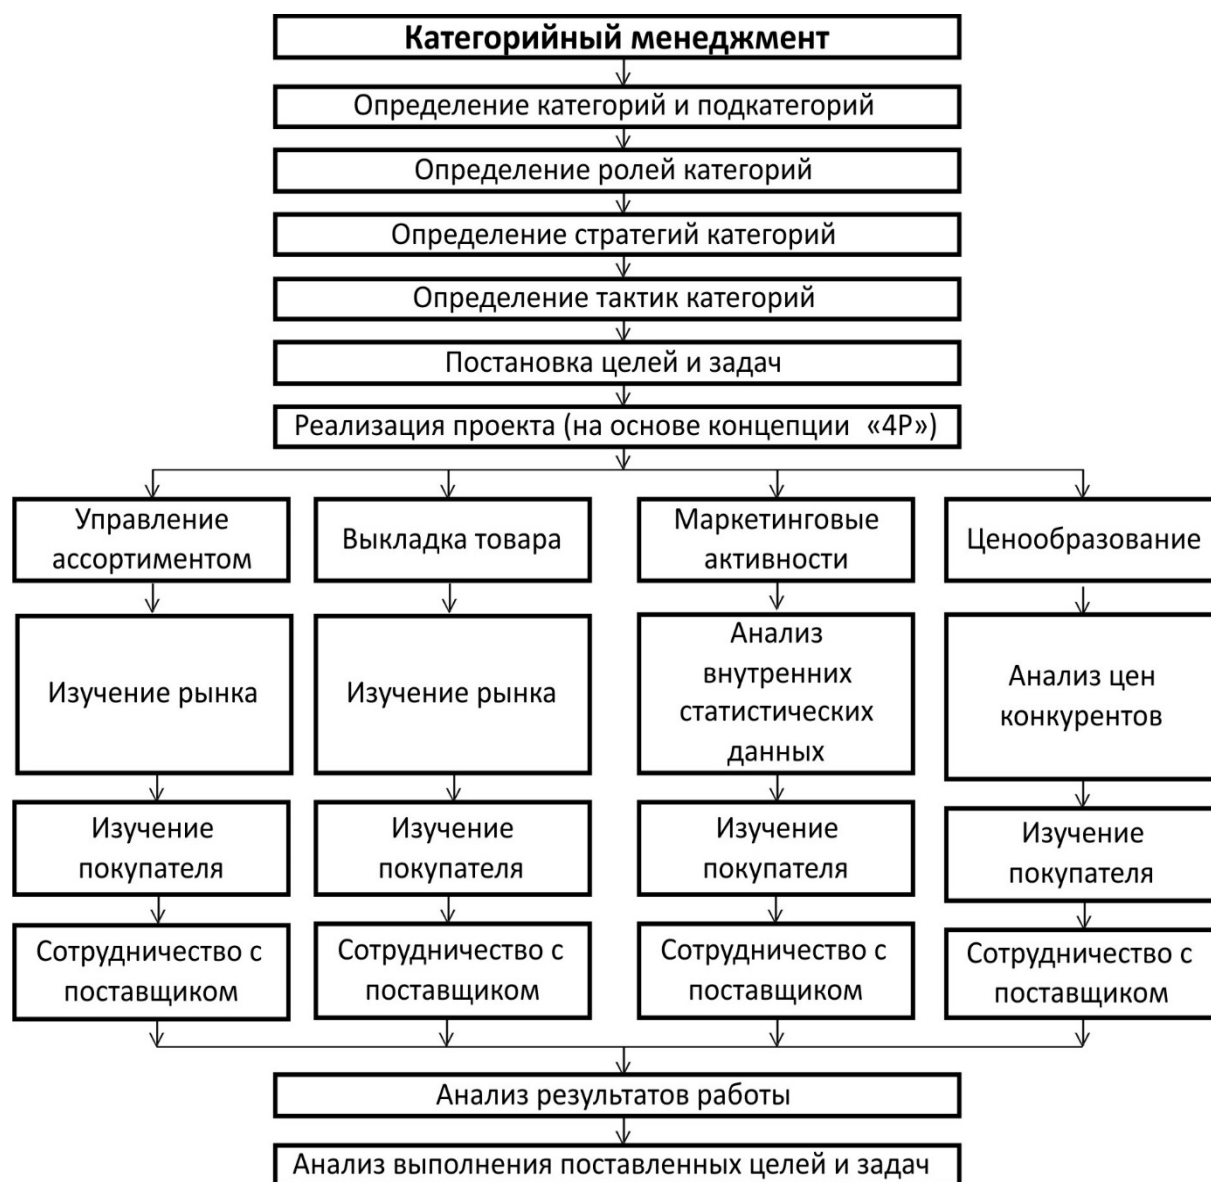 Категорийный менеджмент
Определение категорий и подкатегорий
Определение ролей категорий
Определение стратегий категорий
Определение тактик категорий
Постановка целей и задач
Реализация проекта (на основе концепции «4Р»)
Управление
ассортиментом
Выкладка товара
Маркетинговые
активности
Ценообразование
Изучение рынка
Изучение рынка
Анализ
внутренних
статистических
данных
Анализ цен
конкурентов
Изучение
покупателя
Изучение
покупателя
Изучение
покупателя
Изучение
покупателя
Сотрудничество с
поставщиком
Сотрудничество с
поставщиком
Сотрудничество с
поставщиком
Сотрудничество с
поставщиком
Анализ результатов работы
Анализ выполнения поставленных целей и задач